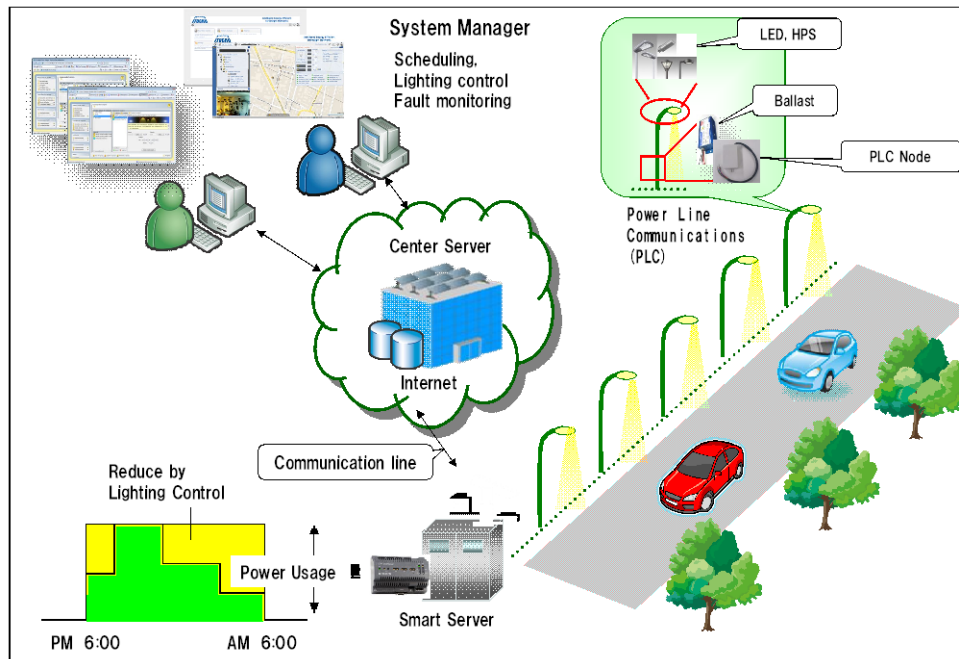 System Manager
Scheduling,
Lighting control
Fault monitoring
LED, HPS
Ballast
PLC Node
Power Line
Communications
(PLC)
Center Server
Internet
Communication line
Reduce by
Lighting Control
Power Usage
Smart Server
PM 6:00
AM 6:00